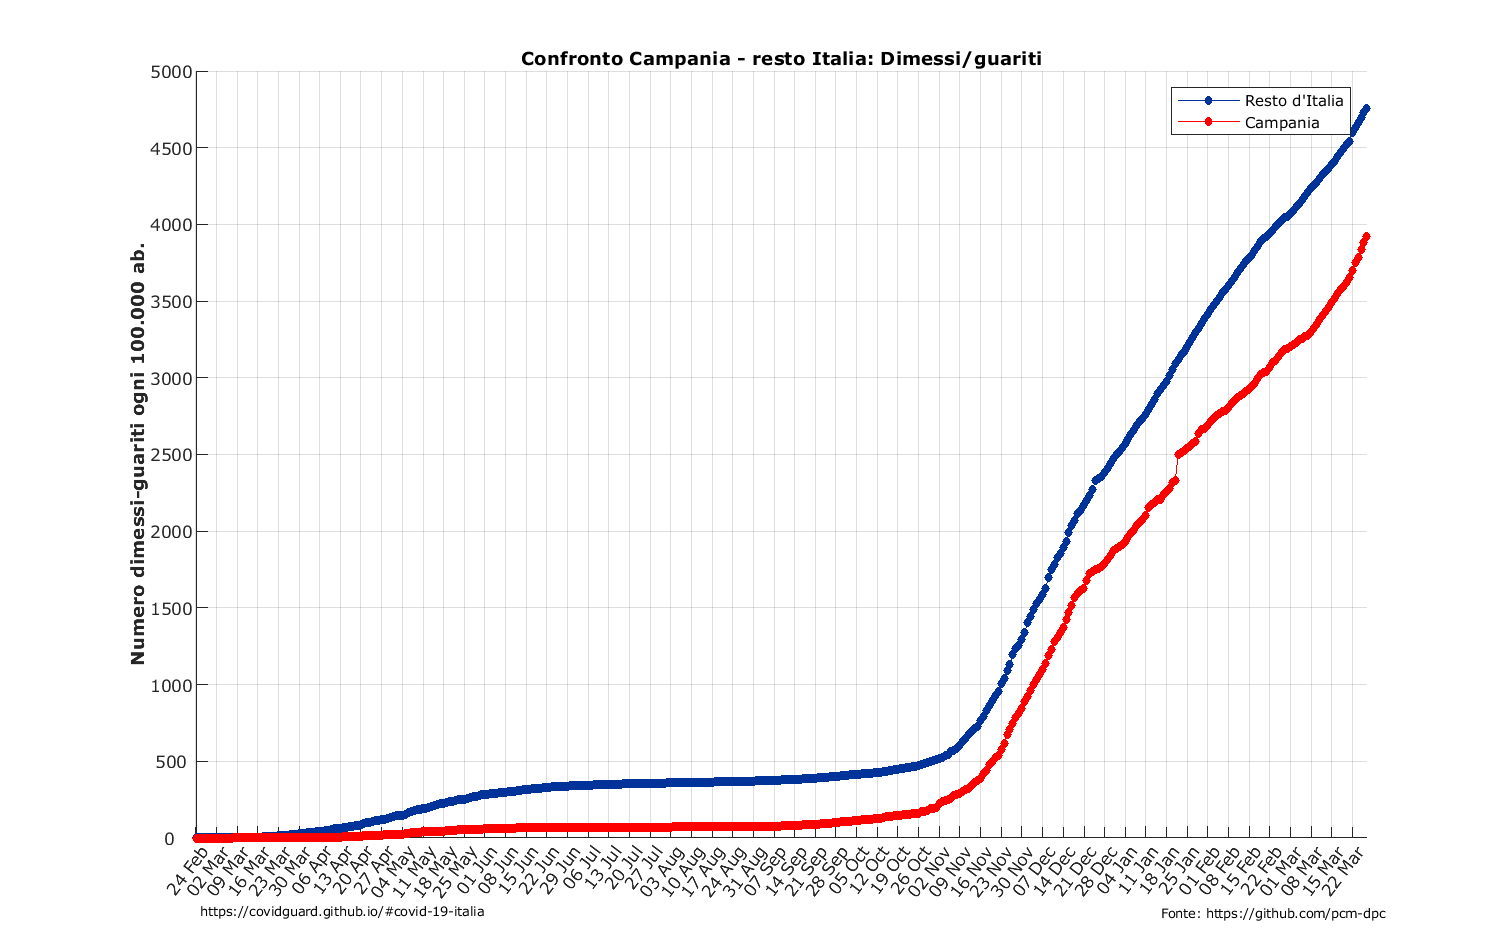 Confronto Campania - resto Italia: Dimessi/guariti
Numero dimessi-guariti ogni 100.000 ab.
5000
4500
4000
3500
3000
2500
2000
1500
1000
500
0
Resto d'Italia
Campania
24 Feb
02 Mar
09 Mar
16 Mar
23 Mar
30 Mar
06 Apr
13 Apr
20 Apr
27 Apr
04 May
11 May
18 May
25 May
01 Jun
08 Jun
15 Jun
22 Jun
29 Jun
06 Jul
13 Jul
20 Jul
27 Jul
03 Aug
10 Aug
17 Aug
24 Aug
31 Aug
07 Sep
14 Sep
21 Sep
28 Sep
05 Oct
12 Oct
19 Oct
26 Oct
02 Nov
09 Nov
16 Nov
23 Nov
30 Nov
07 Dec
14 Dec
21 Dec
28 Dec
04 Jan
11 Jan
18 Jan
25 Jan
01 Feb
08 Feb
15 Feb
22 Feb
01 Mar
08 Mar
15 Mar
22 Mar
https://covidguard.github.io/#covid-19-italia
Fonte: https://github.com/pcm-dpc